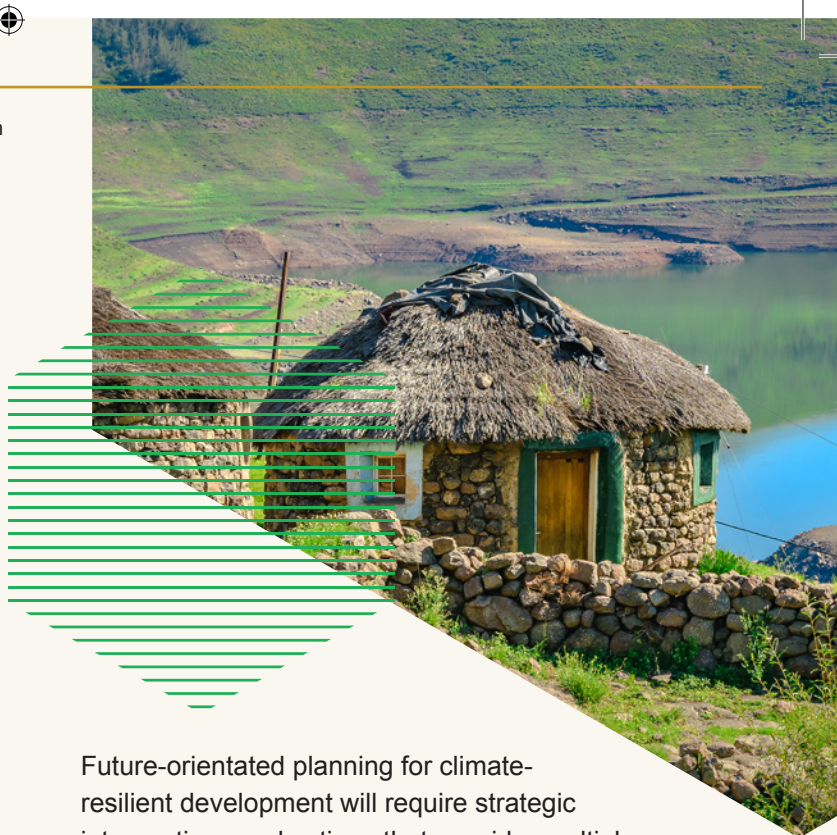 Future-orientated planning for climate-
resilient development will require strategic